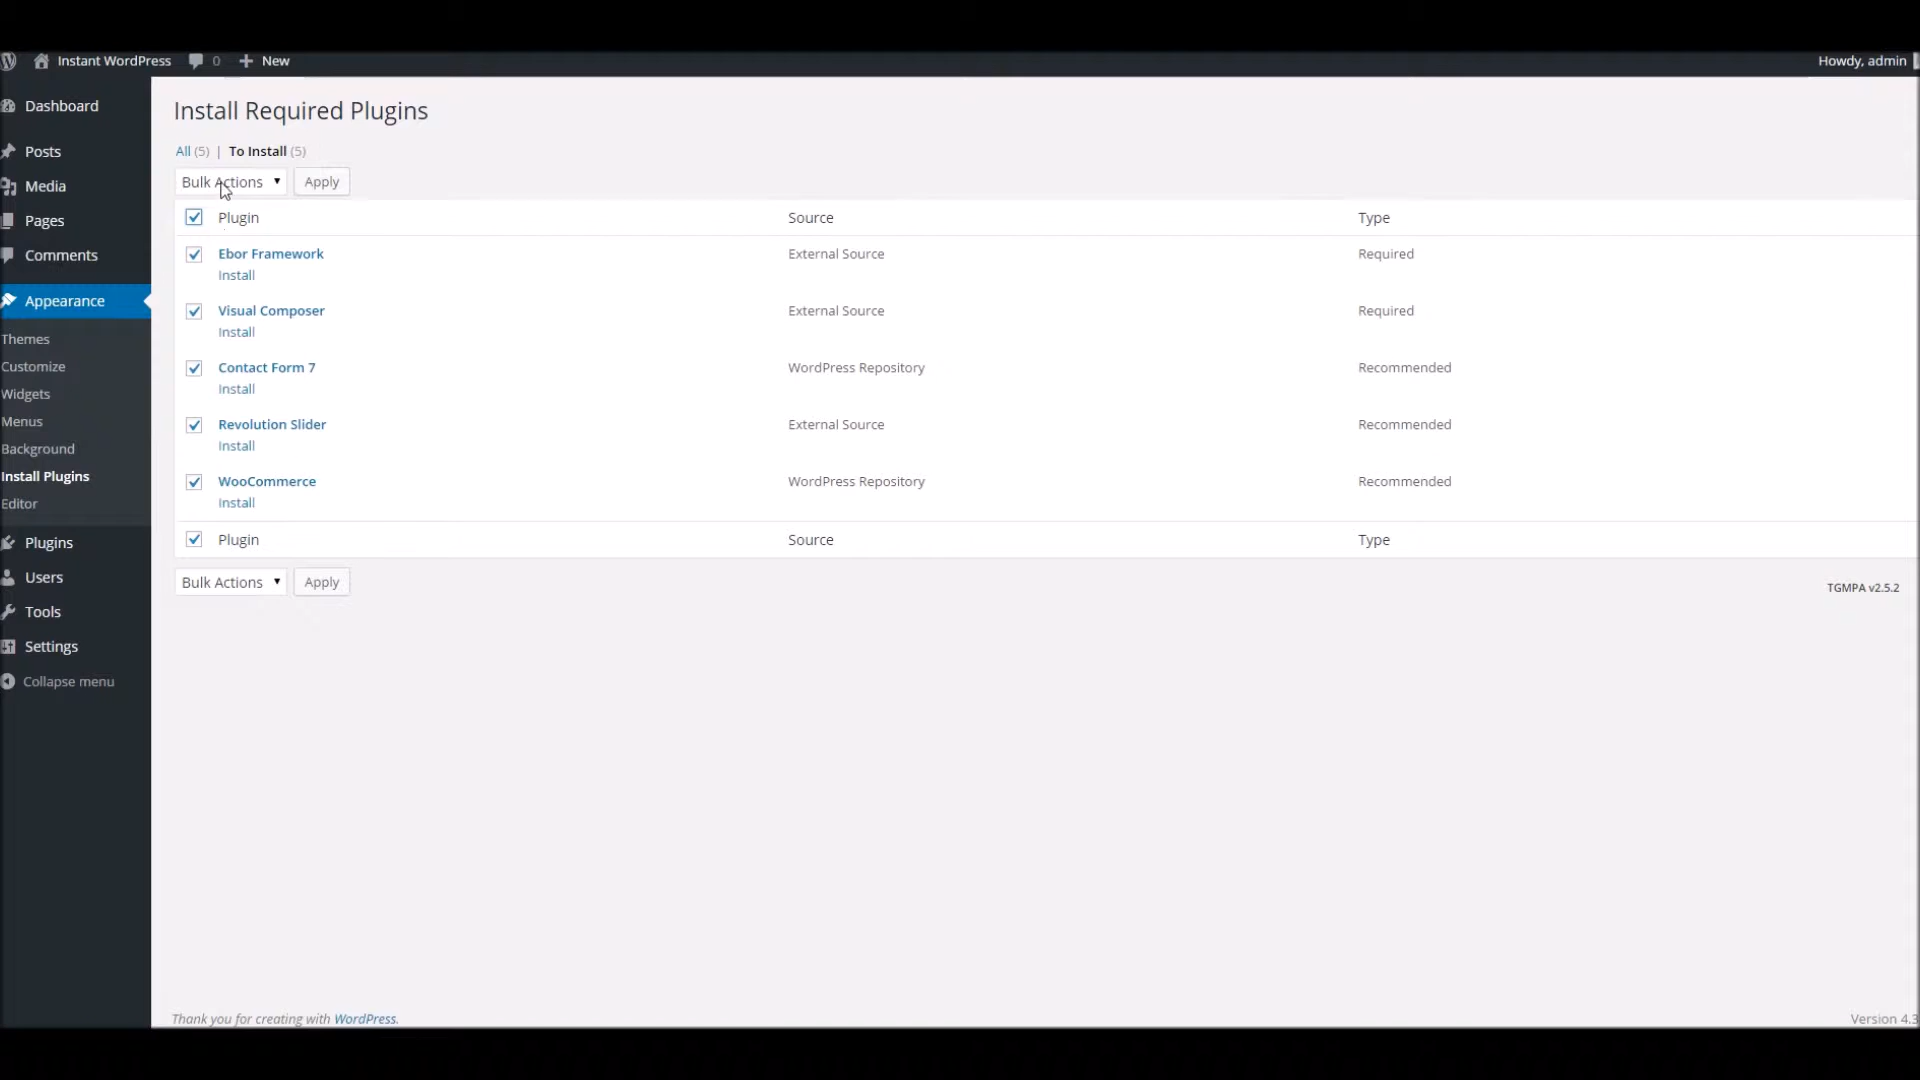 Instant WordPress 0 + New Howdy, admin
Dashboard
Posts
Media
Pages
Comments
Appearance
Themes
Customize
Widgets
Menus
Background
Install Plugins
Editor
Plugins
Users
Tools
Settings
Collapse menu
Install Required Plugins
All (5) | To Install (5)
Bulk Actions Apply
Plugin Source Type
Ebor Framework External Source Required
Install
Visual Composer External Source Required
Install
Contact Form 7 WordPress Repository Recommended
Install
Revolution Slider External Source Recommended
Install
WooCommerce WordPress Repository Recommended
Install
Plugin Source Type
Bulk Actions Apply
TGMPA v2.5.2
Thank you for creating with WordPress.
Version 4.3